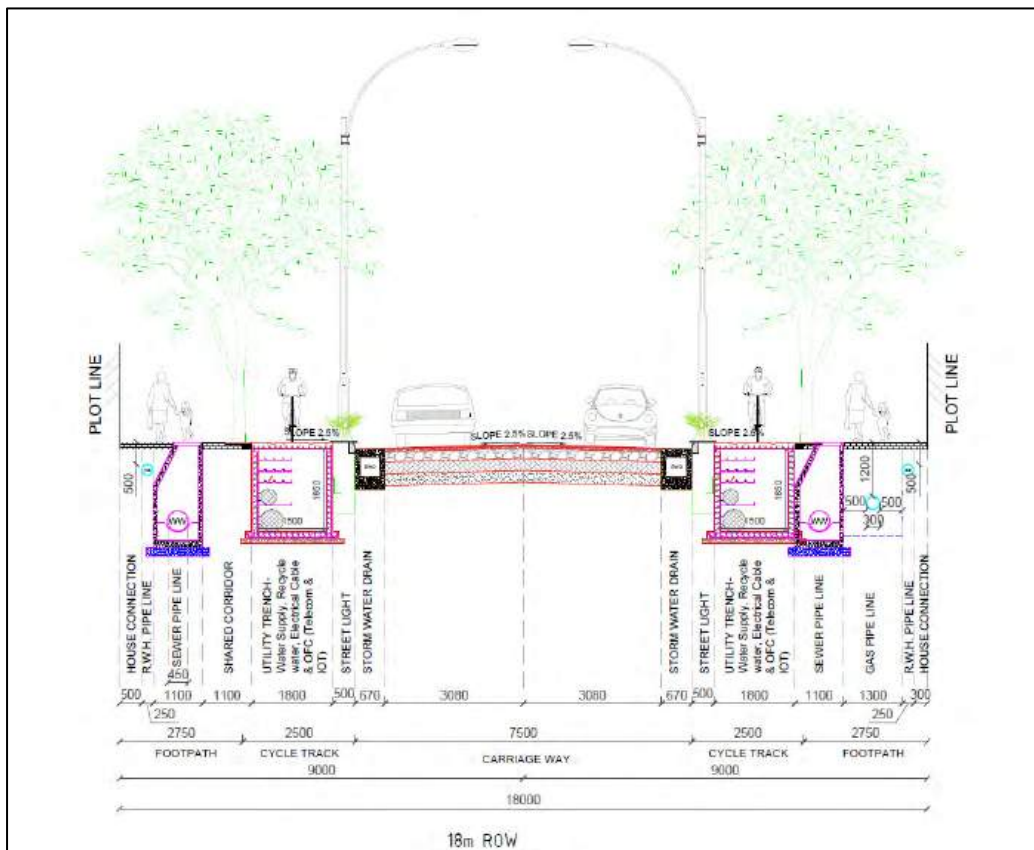 PLOT LINE
PLOT LINE
SLOPE 2.5%
SLOPE 2.5%
SLOPE 2.5%
SLOPE 2.5%
500
WW
1650
1500
SWD
SWD
1650
1500
WW
1200
500
500
300
500
HOUSE CONNECTION
R.W.H. PIPE LINE
SEWER PIPE LINE
SHARED CORRIDOR
UTILITY TRENCH-
Water Supply, Recycle
water, Electrical Cable
& OFC (Telecom &
IOT)
STREET LIGHT
STORM WATER DRAIN
STORM WATER DRAIN
STREET LIGHT
UTILITY TRENCH-
Water Supply, Recycle
water, Electrical Cable
& OFC (Telecom &
IOT)
SEWER PIPE LINE
GAS PIPE LINE
R.W.H. PIPE LINE
HOUSE CONNECTION
450
500 1100 1100 1800 500 670 3080 3080 670 500 1800 1100 1300 300
250 250
2750 2500 7500 2500 2750
FOOTPATH CYCLE TRACK CARRIAGE WAY CYCLE TRACK FOOTPATH
9000 9000
18000
18m ROW